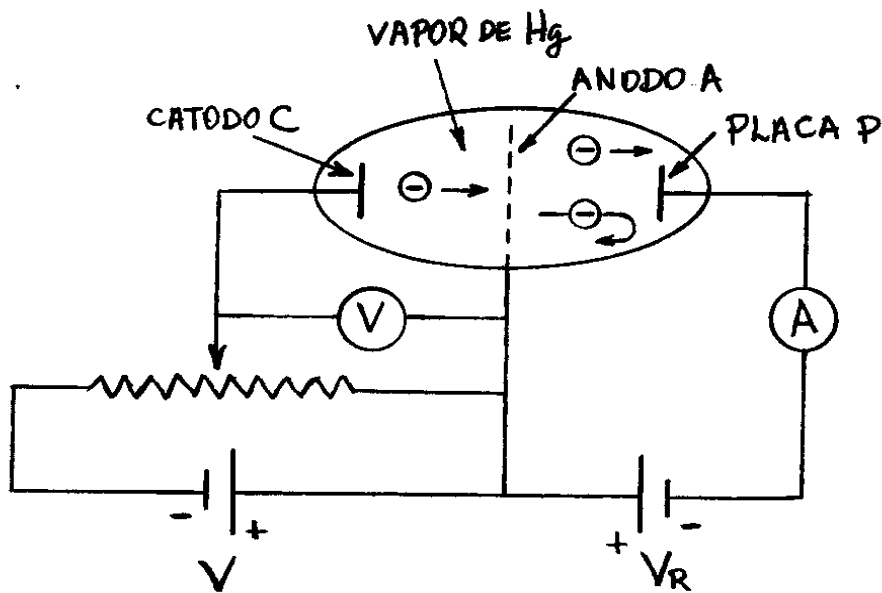 VAPOR DE Hg
ANODO A
CATODO C
PLACA P
V
A
- +
V
+ -
VR